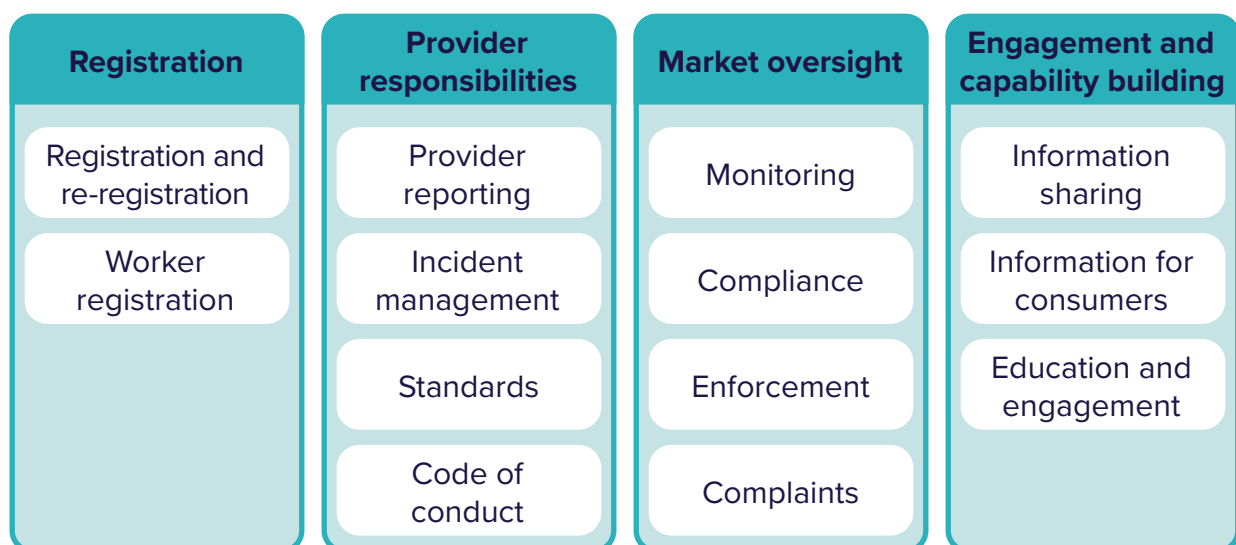 Registration
Registration and
re-registration
Worker
registration
Provider
responsibilities
Provider
reporting
Incident
management
Standards
Code of
conduct
Market oversight
Monitoring
Compliance
Enforcement
Complaints
Engagement and
capability building
Information
sharing
Information for
consumers
Education and
engagement